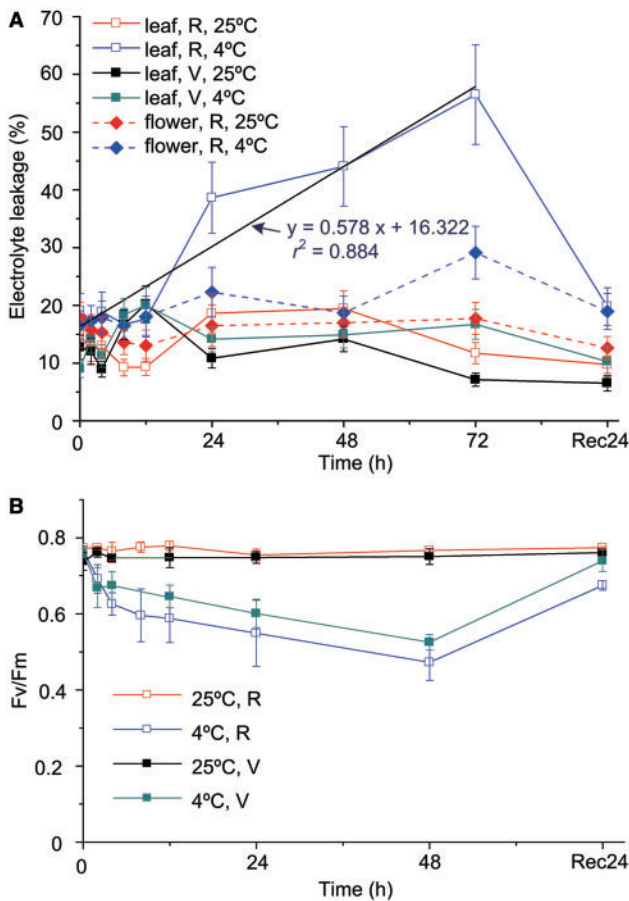 A
leaf, R, 25ºC
leaf, R, 4ºC
leaf, V, 25ºC
leaf, V, 4ºC
flower, R, 25ºC
flower, R, 4ºC
Electrolyte leakage (%)
70
60
50
40
30
20
10
0
y = 0.578 x + 16.322
r² = 0.884
0 24 48 72 Rec24
Time (h)
B
Fv/Fm
0.8
0.6
0.4
0.2
0
25ºC, R
4ºC, R
25ºC, V
4ºC, V
0 24 48 Rec24
Time (h)